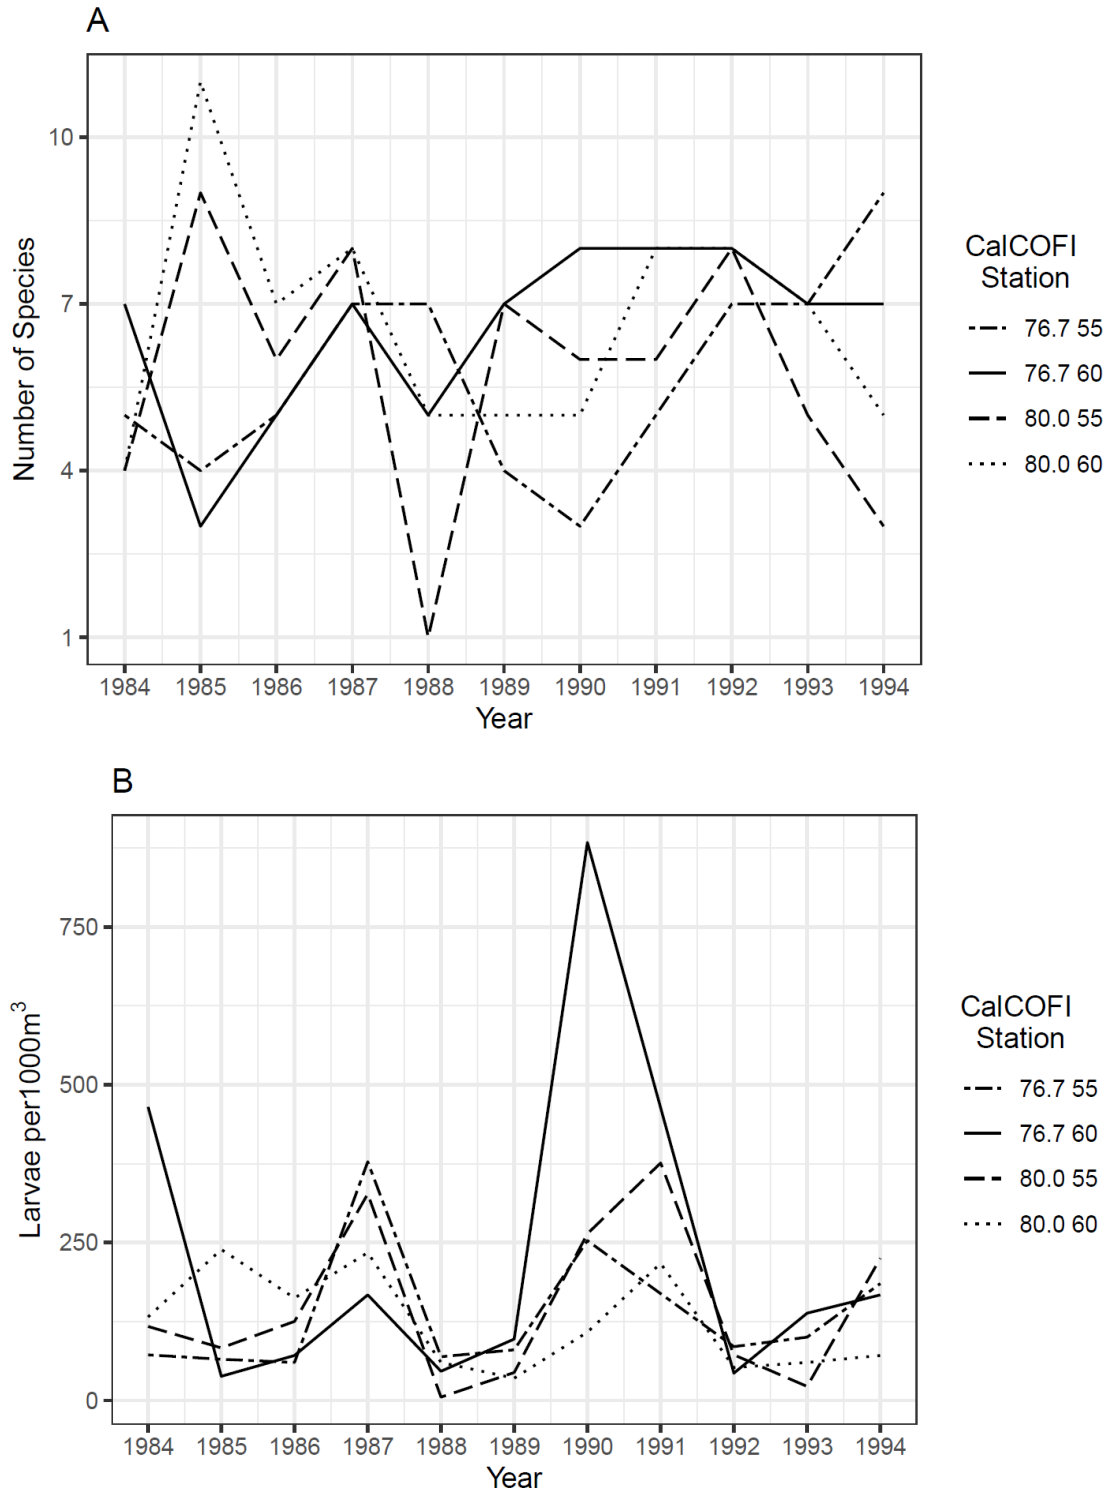 A
10
7
4
1
Number of Species
1984 1985 1986 1987 1988 1989 1990 1991 1992 1993 1994
Year
CalCOFI
Station
76.7 55
76.7 60
80.0 55
80.0 60
B
750
500
250
0
Larvae per1000m³
1984 1985 1986 1987 1988 1989 1990 1991 1992 1993 1994
Year
CalCOFI
Station
76.7 55
76.7 60
80.0 55
80.0 60